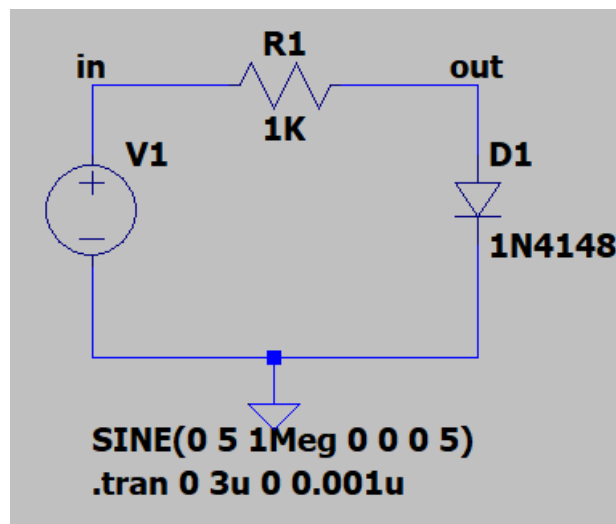 R1
in
out
1K
V1
D1
1N4148
SINE(0 5 1Meg 0 0 0 5)
.tran 0 3u 0 0.001u